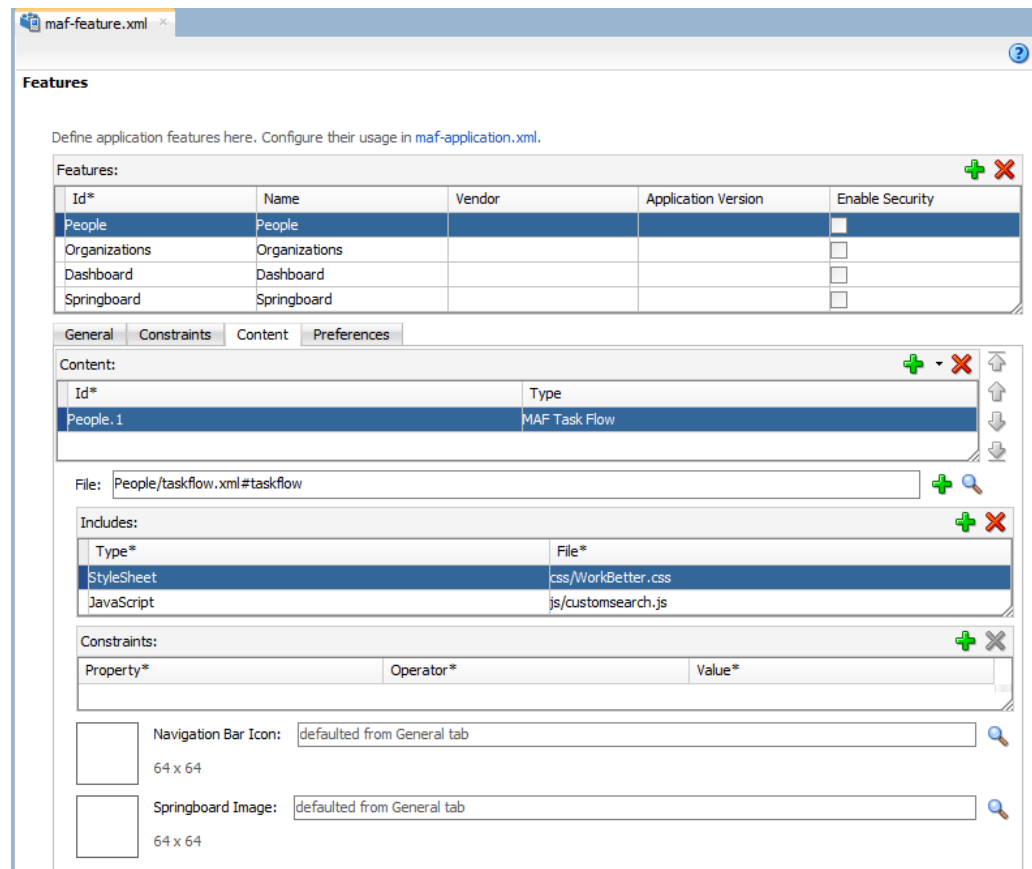 maf-feature.xml
Features
Define application features here. Configure their usage in maf-application.xml.
Features:
Id* Name Vendor Application Version Enable Security
People People
Organizations Organizations
Dashboard Dashboard
Springboard Springboard
General Constraints Content Preferences
Content:
Id* Type
People.1 MAF Task Flow
File: People/taskflow.xml#taskflow
Includes:
Type* File*
StyleSheet css/WorkBetter.css
JavaScript js/customsearch.js
Constraints:
Property* Operator* Value*
Navigation Bar Icon: defaulted from General tab
64 x 64
Springboard Image: defaulted from General tab
64 x 64